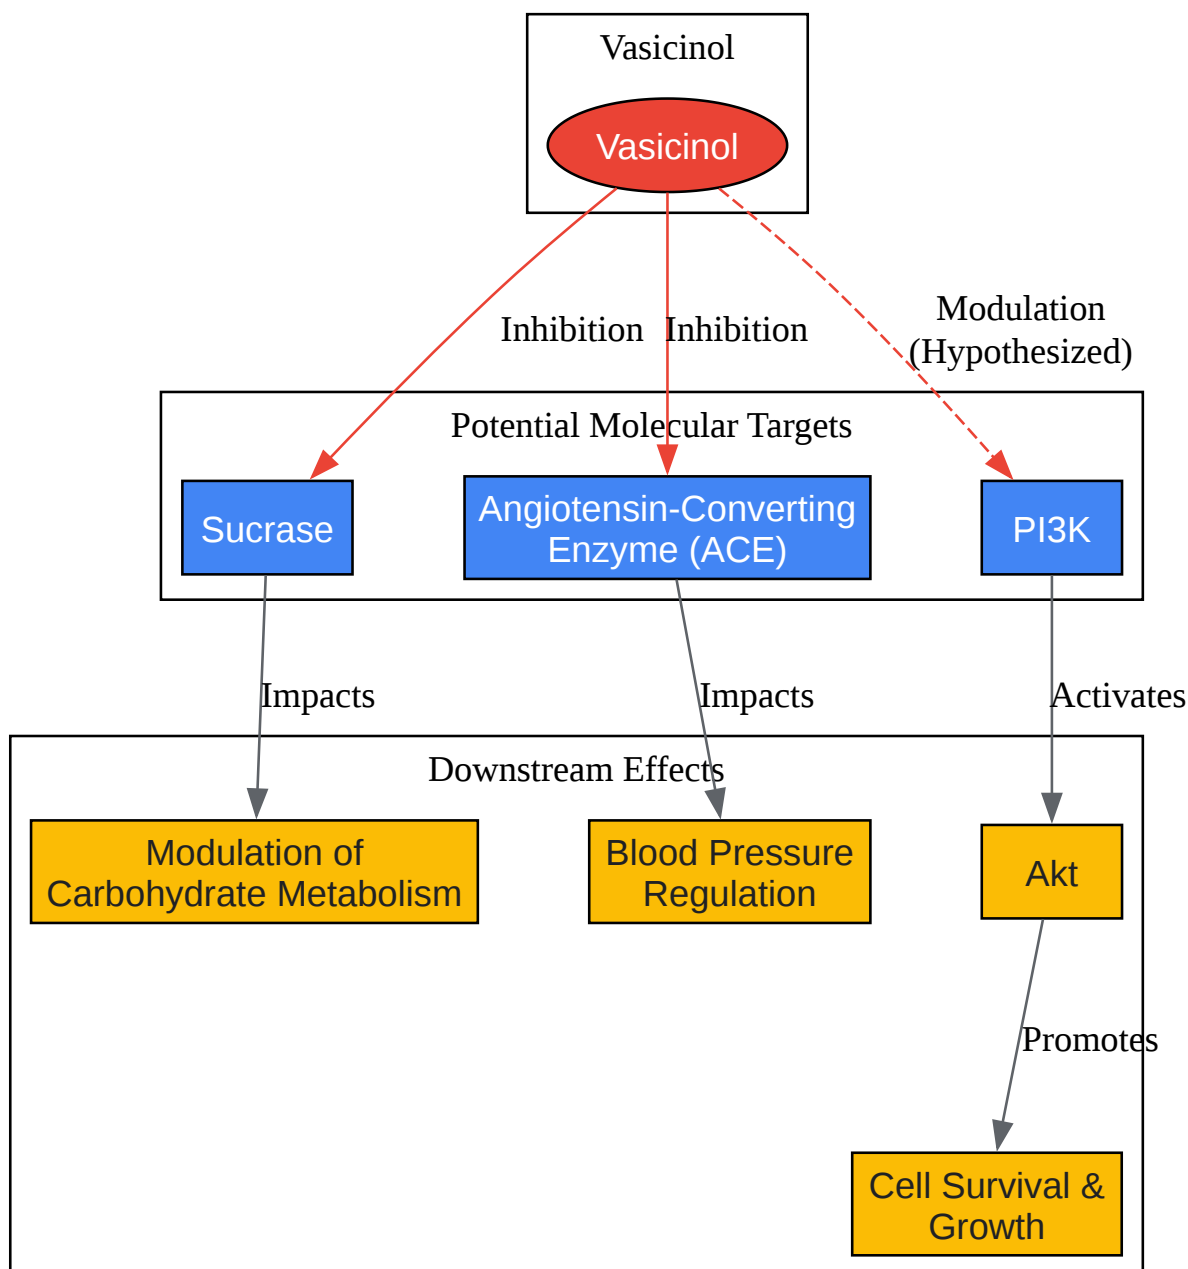 Vasicinol
Vasicinol
Inhibition
Inhibition
Modulation
(Hypothesized)
Potential Molecular Targets
Sucrase
Angiotensin-Converting
Enzyme (ACE)
PI3K
Impacts
Impacts
Activates
Downstream Effects
Modulation of
Carbohydrate Metabolism
Blood Pressure
Regulation
Akt
Promotes
Cell Survival &
Growth